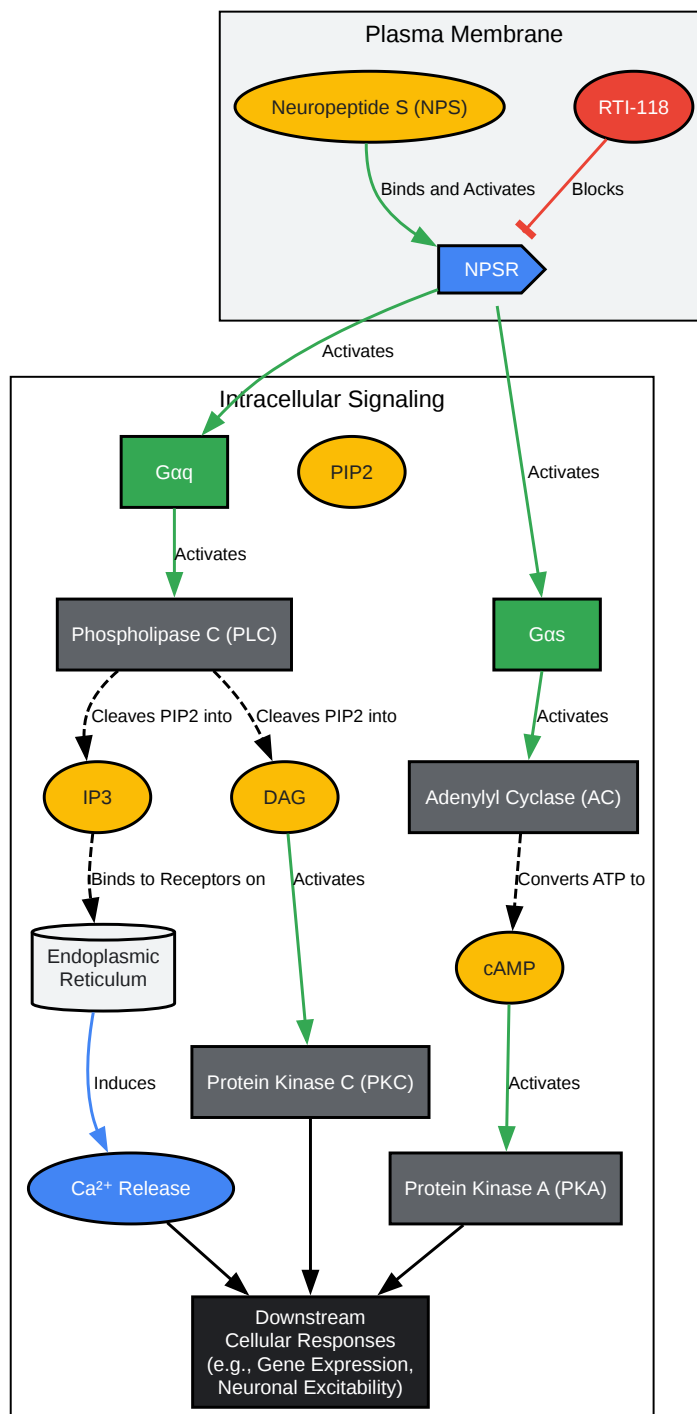 Plasma Membrane
Neuropeptide S (NPS)
RTI-118
Binds and Activates
Blocks
NPSR
Activates
Intracellular Signaling
Gαq
PIP2
Activates
Activates
Phospholipase C (PLC)
Gαs
Cleaves PIP2 into
Cleaves PIP2 into
Activates
IP3
DAG
Adenylyl Cyclase (AC)
Binds to Receptors on
Activates
Converts ATP to
Endoplasmic
Reticulum
cAMP
Induces
Protein Kinase C (PKC)
Activates
Ca²⁺ Release
Protein Kinase A (PKA)
Downstream
Cellular Responses
(e.g., Gene Expression,
Neuronal Excitability)